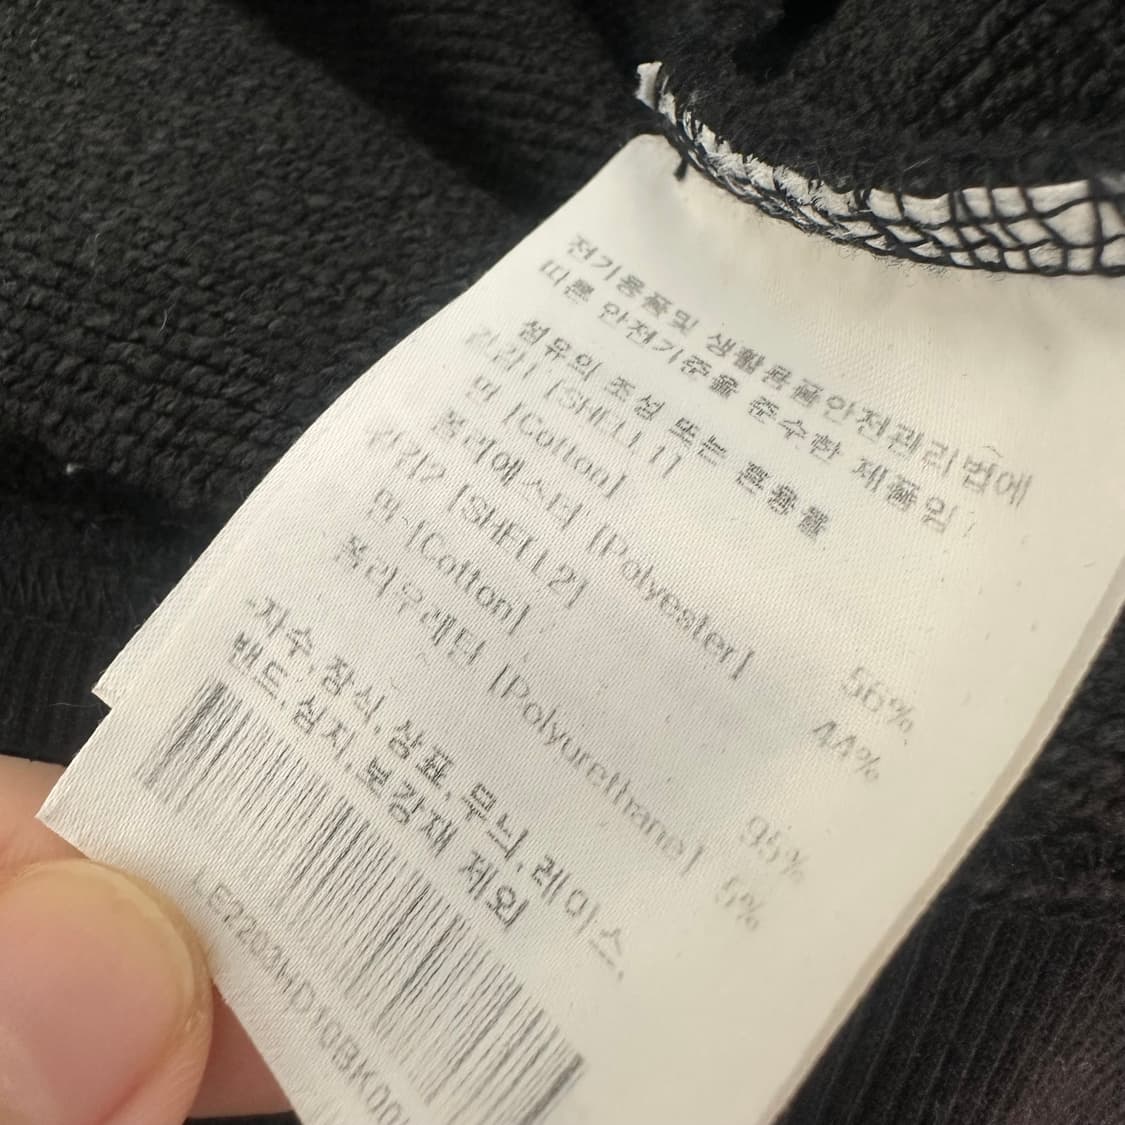 전기용품및 생활용품안전관리법에
따른 안전기준을 준수한 제품임
섬유의 조성 또는 혼용률
겉감1 [SHELL1]
면 [Cotton] 56%
폴리에스터 [Polyester] 44%
겉감2 [SHELL2]
면 [Cotton] 95%
폴리우레탄 [Polyurethane] 5%
-자수,장식,상표,무늬,레이스,
밴드,심지,보강재 제외